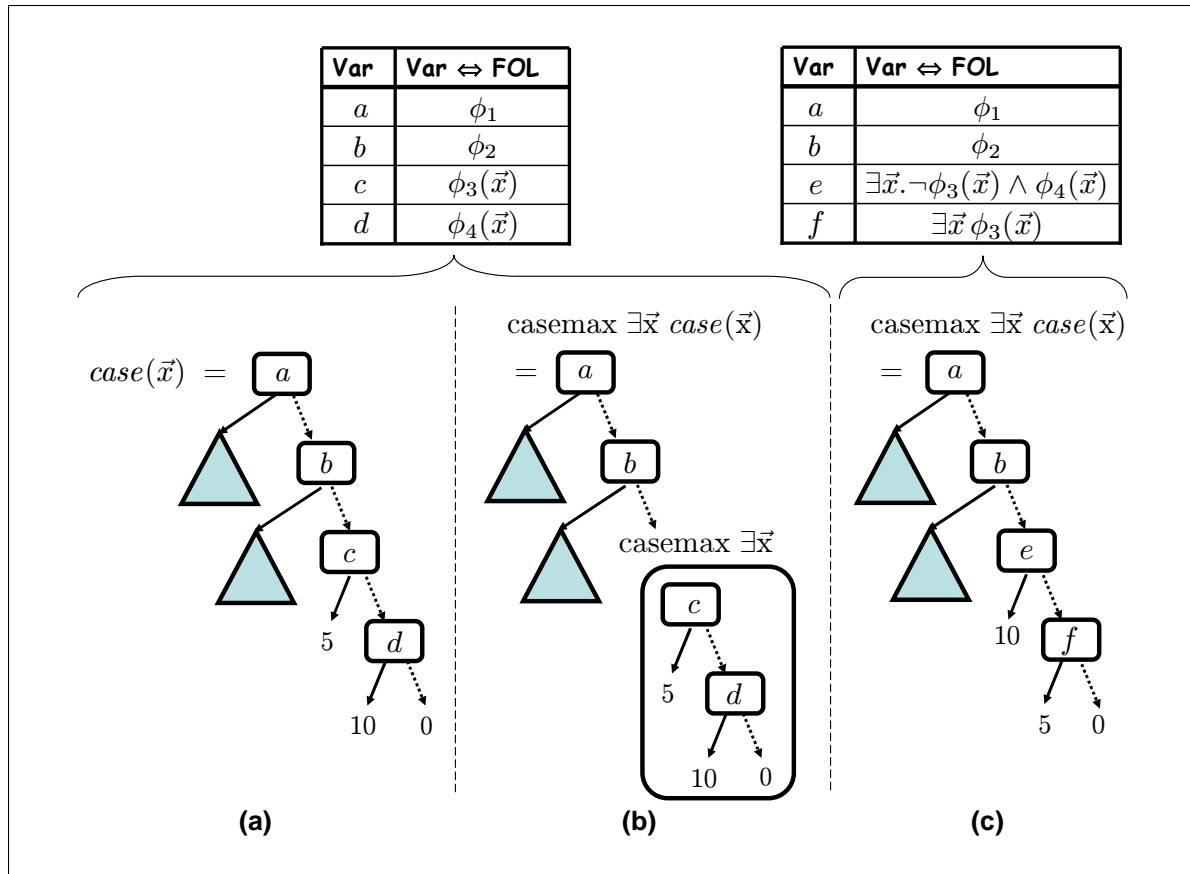 Var Var ⇔ FOL
a ϕ₁
b ϕ₂
c ϕ₃(x⃗)
d ϕ₄(x⃗)
Var Var ⇔ FOL
a ϕ₁
b ϕ₂
e ∃x⃗.¬ϕ₃(x⃗) ∧ ϕ₄(x⃗)
f ∃x⃗ ϕ₃(x⃗)
case(x⃗) = a
b
c
5 d
10 0
(a)
casemax ∃x⃗ case(x⃗)
= a
b
casemax ∃x⃗
c
5 d
10 0
(b)
casemax ∃x⃗ case(x⃗)
= a
b
e
10 f
5 0
(c)